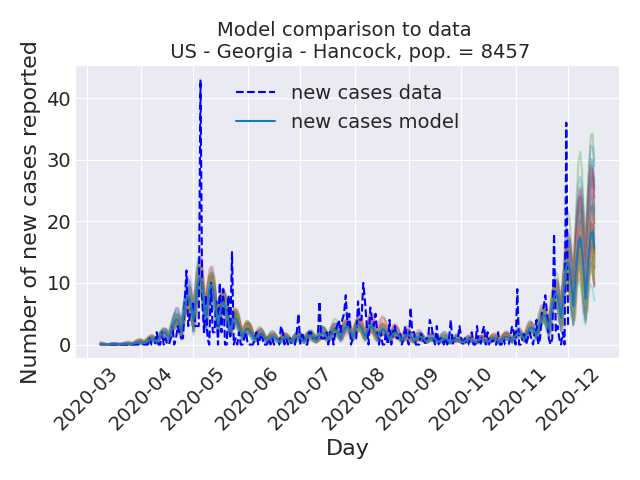 Model comparison to data
US - Georgia - Hancock, pop. = 8457
Number of new cases reported
40
30
20
10
0
new cases data
new cases model
2020-03
2020-04
2020-05
2020-06
2020-07
2020-08
2020-09
2020-10
2020-11
2020-12
Day